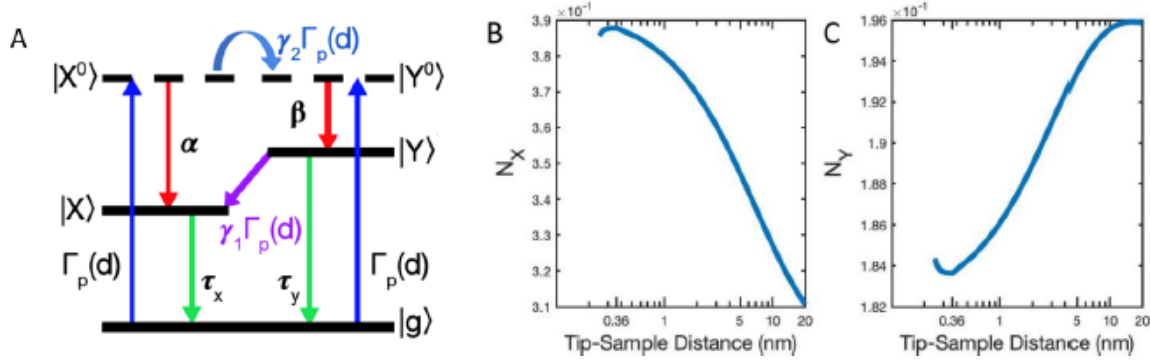 A
|X⁰⟩
γ₂Γₚ(d)
|Y⁰⟩
α
β
|Y⟩
|X⟩
γ₁Γₚ(d)
Γₚ(d)
τₓ
τᵧ
Γₚ(d)
|g⟩
B
×10⁻¹
3.9
3.8
3.7
3.6
3.5
3.4
3.3
3.2
3.1
N_X
0.36 1 5 10 20
Tip-Sample Distance (nm)
C
×10⁻¹
1.96
1.94
1.92
1.9
1.88
1.86
1.84
1.82
N_Y
0.36 1 5 10 20
Tip-Sample Distance (nm)